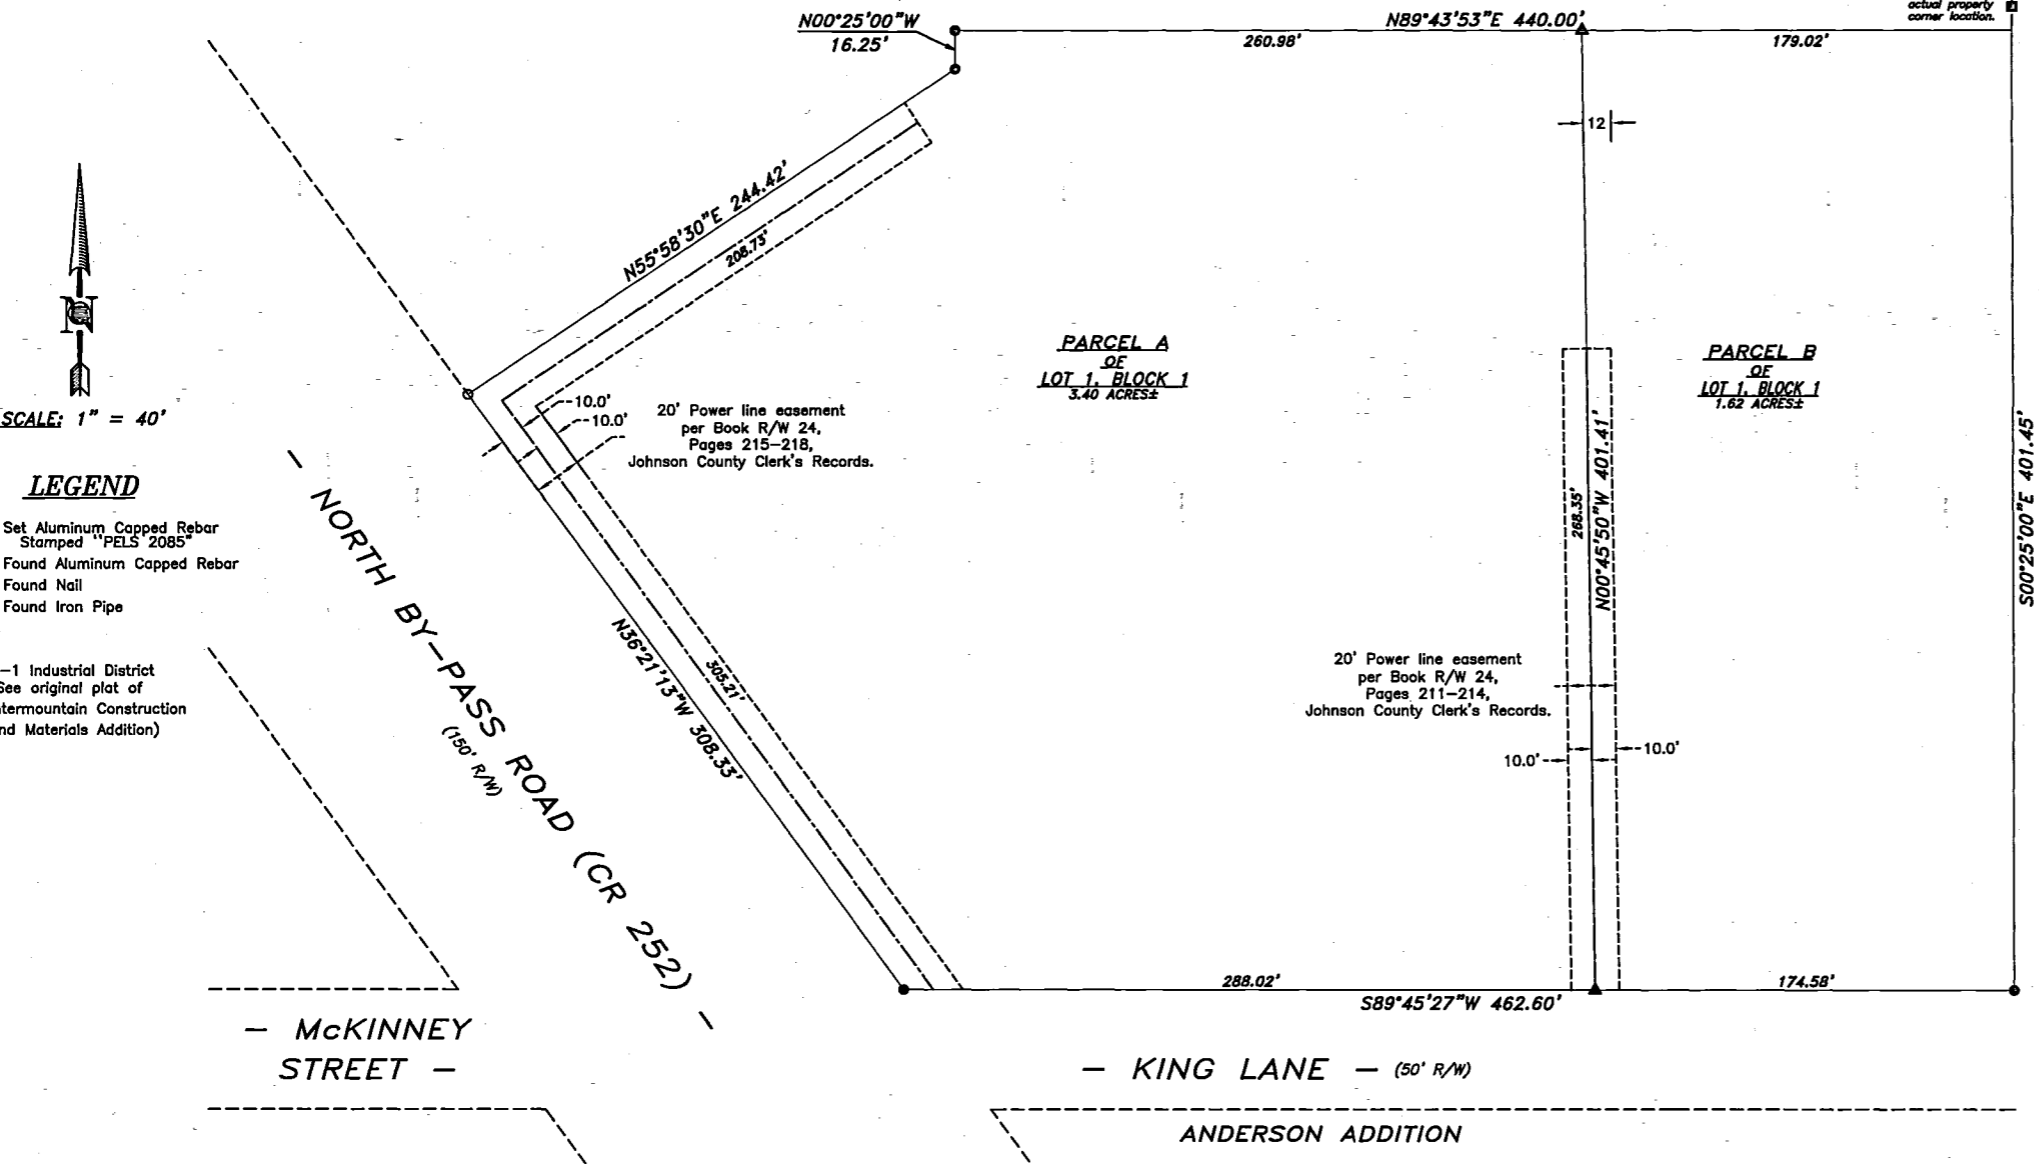 actual property
corner location.
N00°25'00"W
16.25'
N89°43'53"E 440.00'
260.98'
179.02'
12
N55°58'30"E 244.42'
208.73'
N
SCALE: 1" = 40'
PARCEL A
OF
LOT 1, BLOCK 1
3.40 ACRES±
PARCEL B
OF
LOT 1, BLOCK 1
1.62 ACRES±
10.0'
10.0'
20' Power line easement
per Book R/W 24,
Pages 215-218,
Johnson County Clerk's Records.
LEGEND
Set Aluminum Capped Rebar
Stamped "PELS 2085"
Found Aluminum Capped Rebar
Found Nail
Found Iron Pipe
-1 Industrial District
See original plat of
ntermountain Construction
nd Materials Addition)
268.35'
N00°45'50"W 401.41'
S00°25'00"E 401.45'
- NORTH BY-PASS ROAD (CR 252) -
(150' R/W)
N36°21'13"W 308.33'
305.21'
20' Power line easement
per Book R/W 24,
Pages 211-214,
Johnson County Clerk's Records.
10.0'
10.0'
288.02'
174.58'
S89°45'27"W 462.60'
- McKINNEY
STREET -
- KING LANE - (50' R/W)
ANDERSON ADDITION